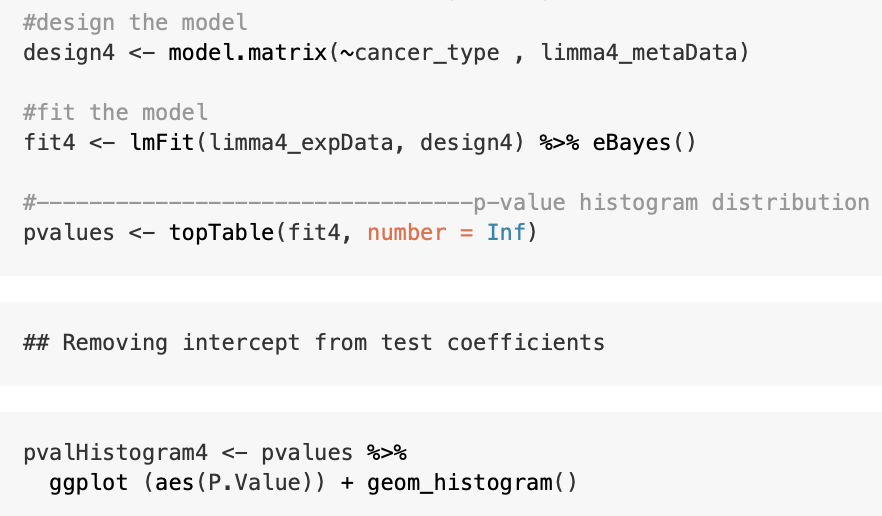 #design the model
design4 <- model.matrix(~cancer_type , limma4_metaData)
#fit the model
fit4 <- lmFit(limma4_expData, design4) %>% eBayes()
#---------------------------------p-value histogram distribution
pvalues <- topTable(fit4, number = Inf)
## Removing intercept from test coefficients
pvalHistogram4 <- pvalues %>%
  ggplot (aes(P.Value)) + geom_histogram()